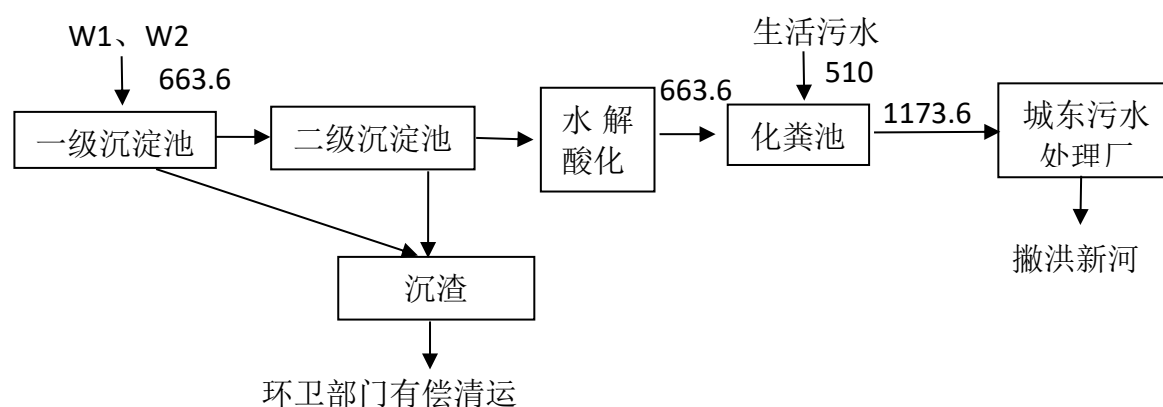 W1、W2
663.6
一级沉淀池
二级沉淀池
水 解
酸化
663.6
生活污水
510
化粪池
1173.6
城东污水
处理厂
撇洪新河
沉渣
环卫部门有偿清运